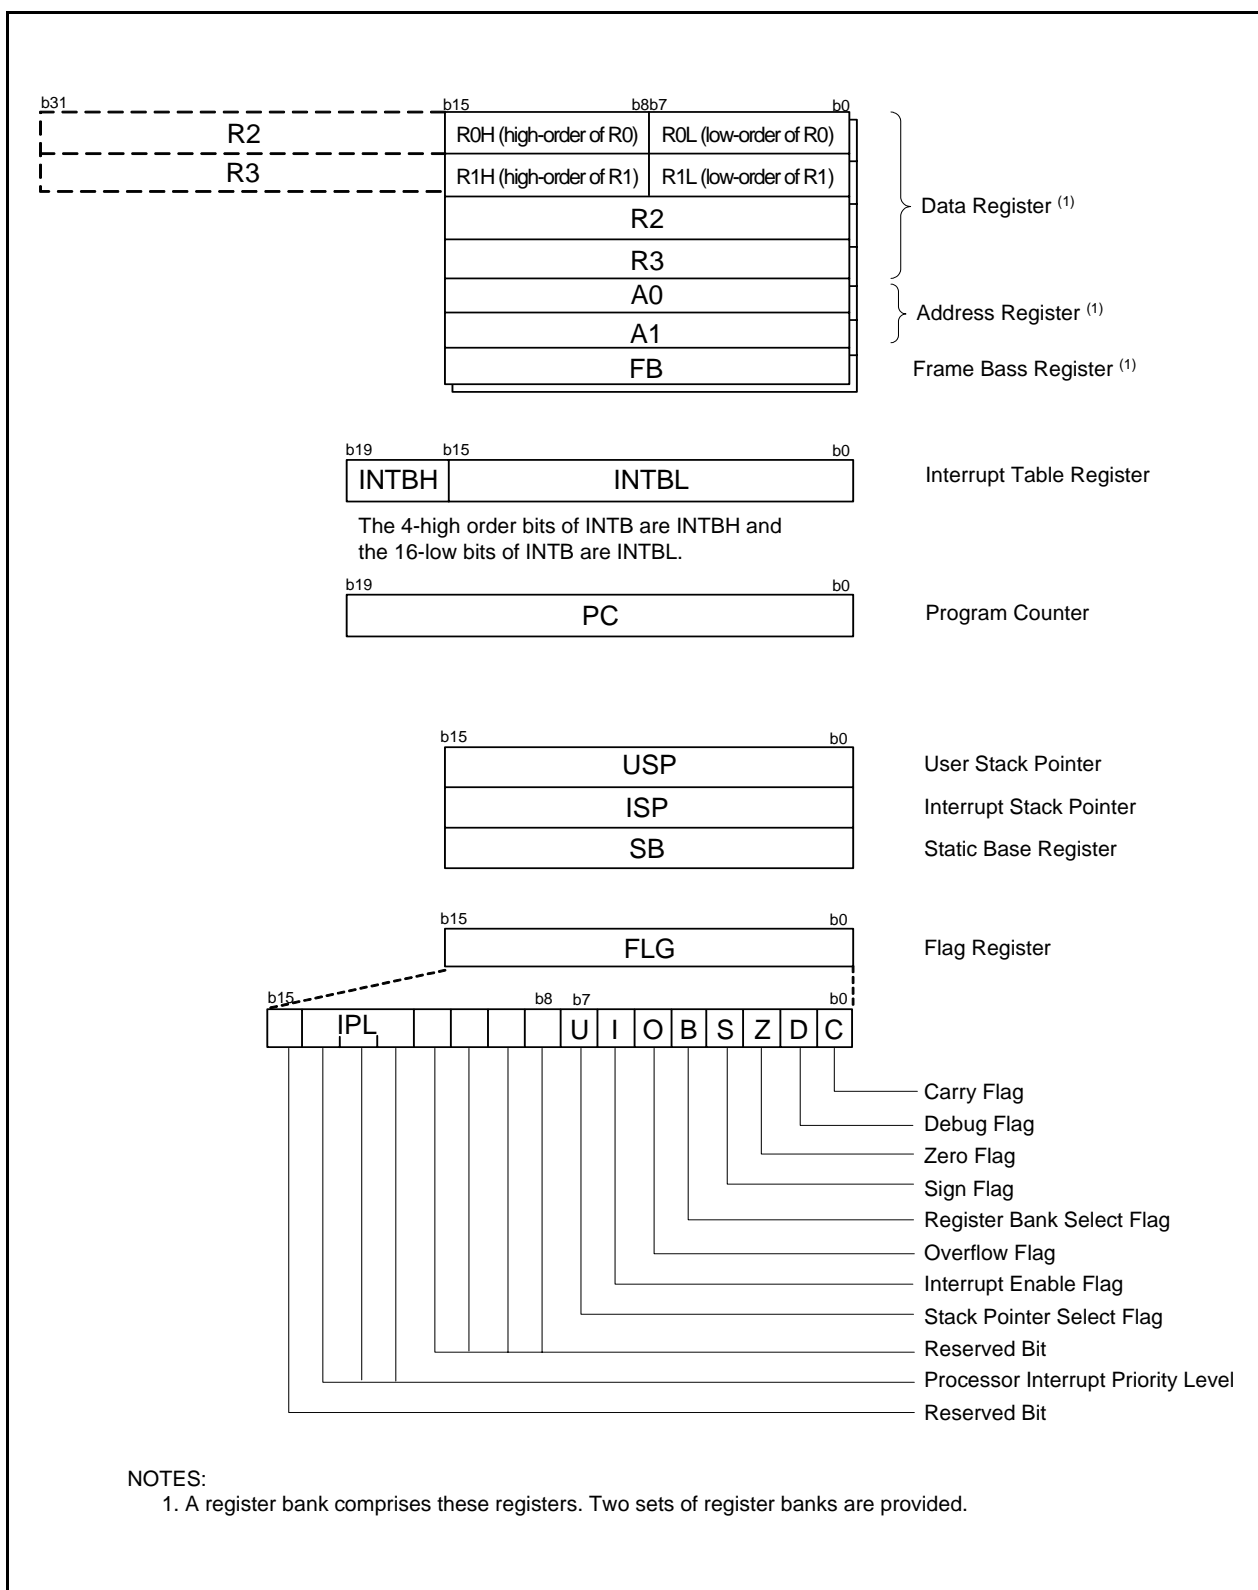 b31 b15 b8b7 b0
R2 R0H (high-order of R0) R0L (low-order of R0)
R3 R1H (high-order of R1) R1L (low-order of R1)
R2
Data Register (1)
R3
A0
Address Register (1)
A1
FB Frame Bass Register (1)
b19 b15 b0
INTBH INTBL Interrupt Table Register
The 4-high order bits of INTB are INTBH and
the 16-low bits of INTB are INTBL.
b19 b0
PC Program Counter
b15 b0
USP User Stack Pointer
ISP Interrupt Stack Pointer
SB Static Base Register
b15 b0
FLG Flag Register
b15 b8 b7 b0
IPL U I O B S Z D C
Carry Flag
Debug Flag
Zero Flag
Sign Flag
Register Bank Select Flag
Overflow Flag
Interrupt Enable Flag
Stack Pointer Select Flag
Reserved Bit
Processor Interrupt Priority Level
Reserved Bit
NOTES:
1. A register bank comprises these registers. Two sets of register banks are provided.